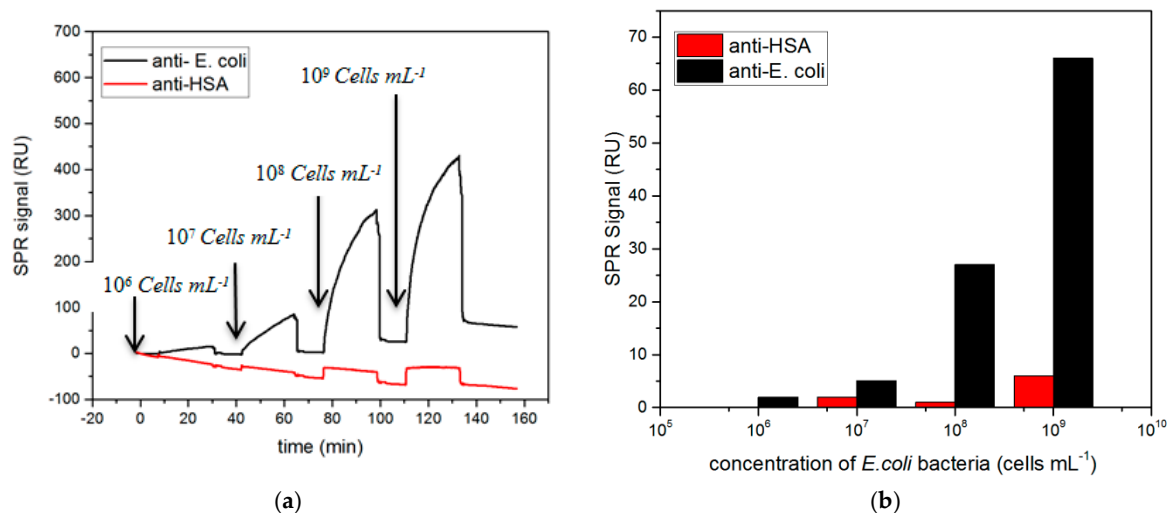 700
600
500
400
300
200
100
0
-100
SPR signal (RU)
anti- E. coli
anti-HSA
10⁶ Cells mL⁻¹
10⁷ Cells mL⁻¹
10⁸ Cells mL⁻¹
10⁹ Cells mL⁻¹
-20 0 20 40 60 80 100 120 140 160
time (min)
(a)
70
60
50
40
30
20
10
0
SPR Signal (RU)
anti-HSA
anti-E. coli
10⁵ 10⁶ 10⁷ 10⁸ 10⁹ 10¹⁰
concentration of E.coli bacteria (cells mL⁻¹)
(b)